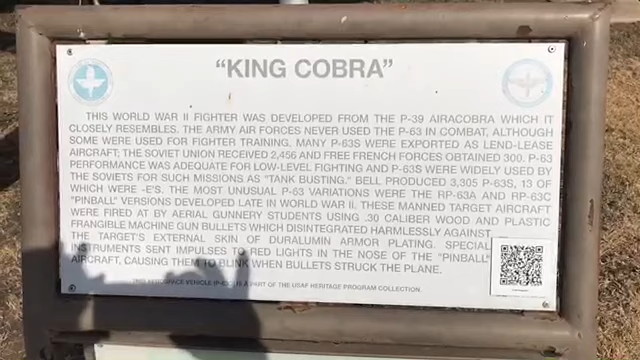 "KING COBRA"
THIS WORLD WAR II FIGHTER WAS DEVELOPED FROM THE P-39 AIRACOBRA WHICH IT
CLOSELY RESEMBLES. THE ARMY AIR FORCES NEVER USED THE P-63 IN COMBAT, ALTHOUGH
SOME WERE USED FOR FIGHTER TRAINING. MANY P-63S WERE EXPORTED AS LEND-LEASE
AIRCRAFT; THE SOVIET UNION RECEIVED 2,456 AND FREE FRENCH FORCES OBTAINED 300. P-63
PERFORMANCE WAS ADEQUATE FOR LOW-LEVEL FIGHTING AND P-63S WERE WIDELY USED BY
THE SOVIETS FOR SUCH MISSIONS AS "TANK BUSTING." BELL PRODUCED 3,305 P-63S, 13 OF
WHICH WERE -E'S. THE MOST UNUSUAL P-63 VARIATIONS WERE THE RP-63A AND RP-63C
"PINBALL" VERSIONS DEVELOPED LATE IN WORLD WAR II. THESE MANNED TARGET AIRCRAFT
WERE FIRED AT BY AERIAL GUNNERY STUDENTS USING .30 CALIBER WOOD AND PLASTIC
FRANGIBLE MACHINE GUN BULLETS WHICH DISINTEGRATED HARMLESSLY AGAINST
THE TARGET'S EXTERNAL SKIN OF DURALUMIN ARMOR PLATING. SPECIAL
INSTRUMENTS SENT IMPULSES TO RED LIGHTS IN THE NOSE OF THE "PINBALL"
AIRCRAFT, CAUSING THEM TO BLINK WHEN BULLETS STRUCK THE PLANE.
THIS AEROSPACE VEHICLE IS A PART OF THE USAF HERITAGE PROGRAM COLLECTION.